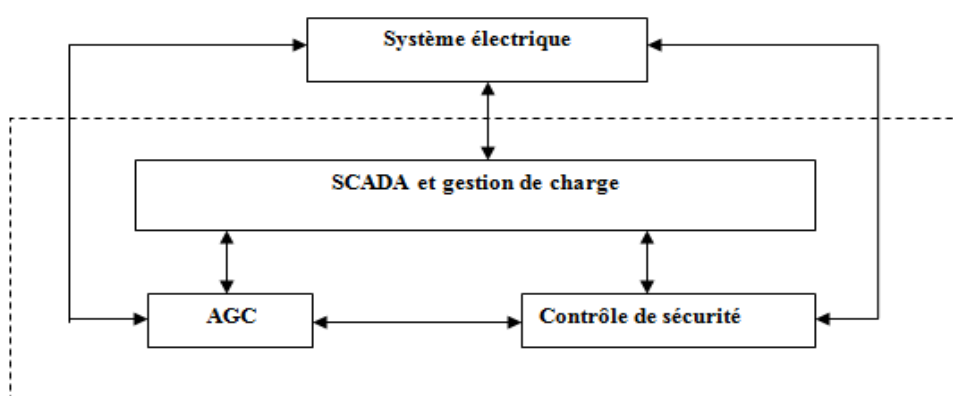 Système électrique
SCADA et gestion de charge
AGC
Contrôle de sécurité